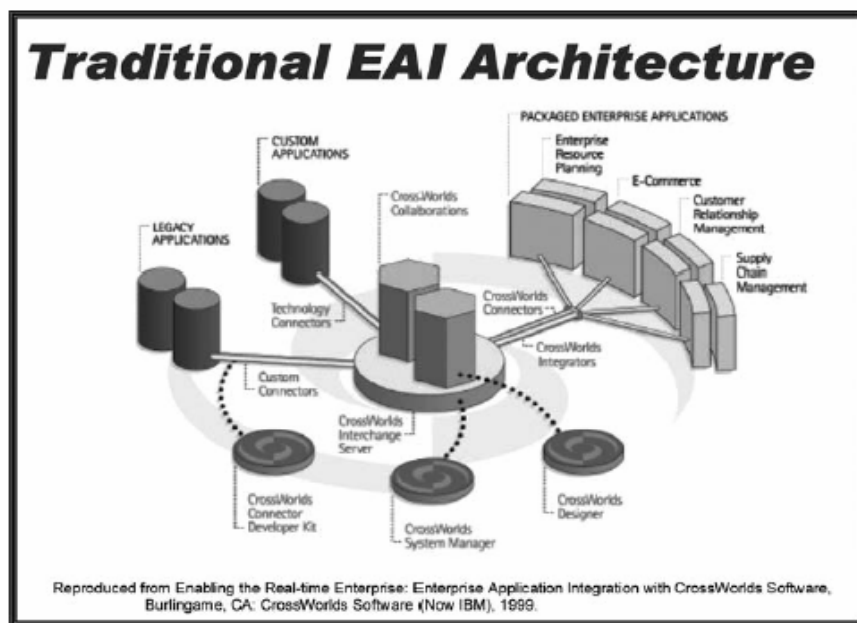 Traditional EAI Architecture
PACKAGED ENTERPRISE APPLICATIONS
Enterprise
Resource
Planning
E-Commerce
Customer
Relationship
Management
Supply
Chain
Management
CUSTOM
APPLICATIONS
CrossWorlds
Collaborations
LEGACY
APPLICATIONS
Technology
Connectors
CrossWorlds
Connectors
CrossWorlds
Integrators
Custom
Connectors
CrossWorlds
Interchange
Server
CrossWorlds
Connector
Developer Kit
CrossWorlds
System Manager
CrossWorlds
Designer
Reproduced from Enabling the Real-time Enterprise: Enterprise Application Integration with CrossWorlds Software,
Burlingame, CA: CrossWorlds Software (Now IBM), 1999.